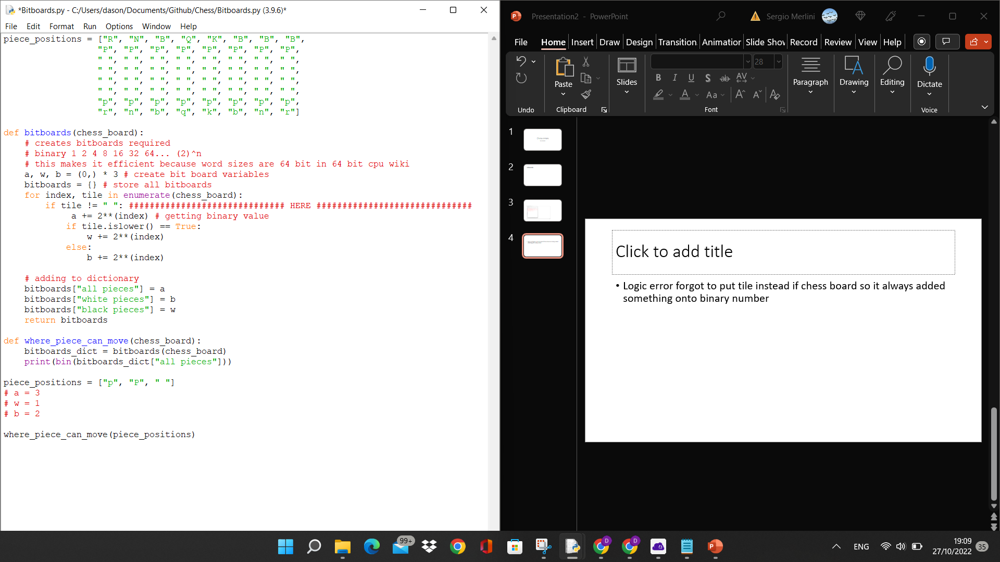 *Bitboards.py - C:/Users/dason/Documents/Github/Chess/Bitboards.py (3.9.6)*
File Edit Format Run Options Window Help
piece_positions = ["R", "N", "B", "Q", "K", "B", "B", "B",
"P", "P", "P", "P", "P", "P", "P", "P",
" ", " ", " ", " ", " ", " ", " ", " ",
" ", " ", " ", " ", " ", " ", " ", " ",
" ", " ", " ", " ", " ", " ", " ", " ",
" ", " ", " ", " ", " ", " ", " ", " ",
"p", "p", "p", "p", "p", "p", "p", "p",
"r", "n", "b", "q", "k", "b", "n", "r"]
def bitboards(chess_board):
# creates bitboards required
# binary 1 2 4 8 16 32 64... (2)^n
# this makes it efficient because word sizes are 64 bit in 64 bit cpu wiki
a, w, b = (0,) * 3 # create bit board variables
bitboards = {} # store all bitboards
for index, tile in enumerate(chess_board):
if tile != " ": ############################## HERE ##############################
a += 2**(index) # getting binary value
if tile.islower() == True:
w += 2**(index)
else:
b += 2**(index)
# adding to dictionary
bitboards["all pieces"] = a
bitboards["white pieces"] = b
bitboards["black pieces"] = w
return bitboards
def where_piece_can_move(chess_board):
bitboards_dict = bitboards(chess_board)
print(bin(bitboards_dict["all pieces"]))
piece_positions = ["p", "P", " "]
# a = 3
# w = 1
# b = 2
where_piece_can_move(piece_positions)
Presentation2 - PowerPoint
Sergio Merlini
File Home Insert Draw Design Transition Animation Slide Show Record Review View Help
28
Paste Slides Paragraph Drawing Editing Dictate
Undo Clipboard Font Voice
1
2
3
4
Click to add title
• Logic error forgot to put tile instead if chess board so it always added
something onto binary number
99+
ENG
19:09
27/10/2022
35